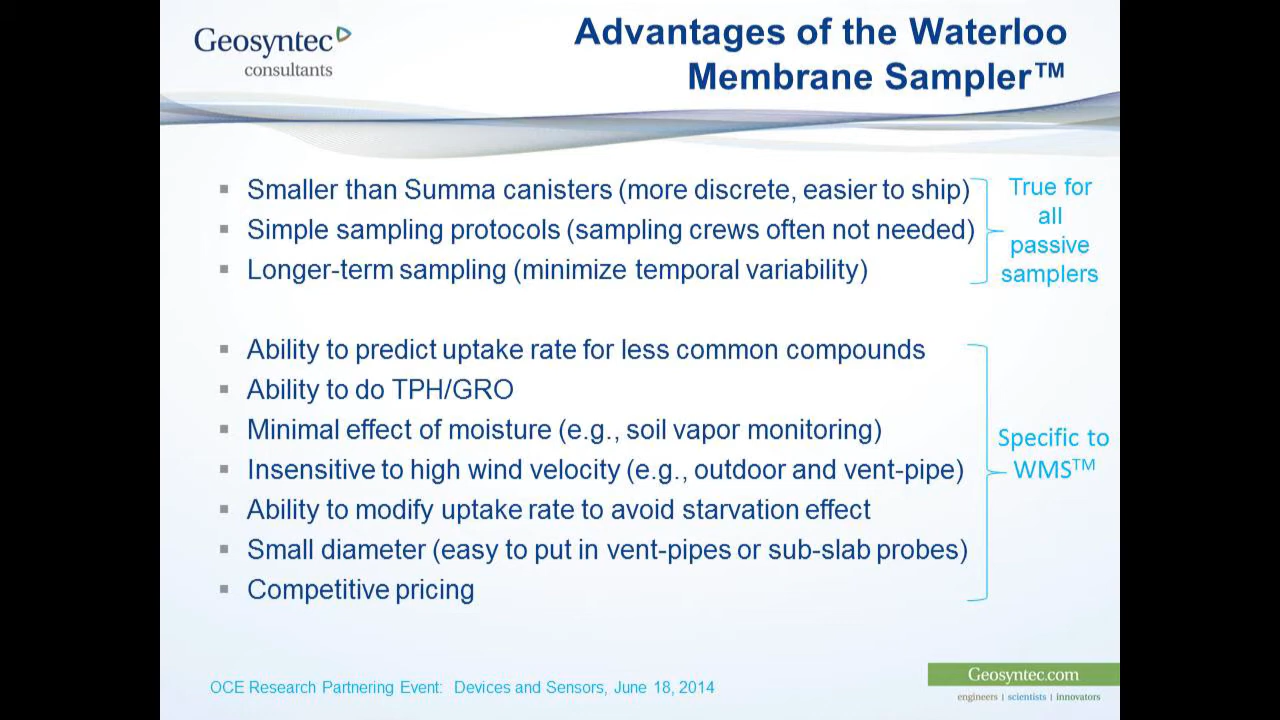 Geosyntec
consultants
Advantages of the Waterloo
Membrane Sampler™
▪ Smaller than Summa canisters (more discrete, easier to ship)
▪ Simple sampling protocols (sampling crews often not needed)
▪ Longer-term sampling (minimize temporal variability)
True for
all
passive
samplers
▪ Ability to predict uptake rate for less common compounds
▪ Ability to do TPH/GRO
▪ Minimal effect of moisture (e.g., soil vapor monitoring)
▪ Insensitive to high wind velocity (e.g., outdoor and vent-pipe)
▪ Ability to modify uptake rate to avoid starvation effect
▪ Small diameter (easy to put in vent-pipes or sub-slab probes)
▪ Competitive pricing
Specific to
WMS™
OCE Research Partnering Event: Devices and Sensors, June 18, 2014
Geosyntec.com
engineers | scientists | innovators